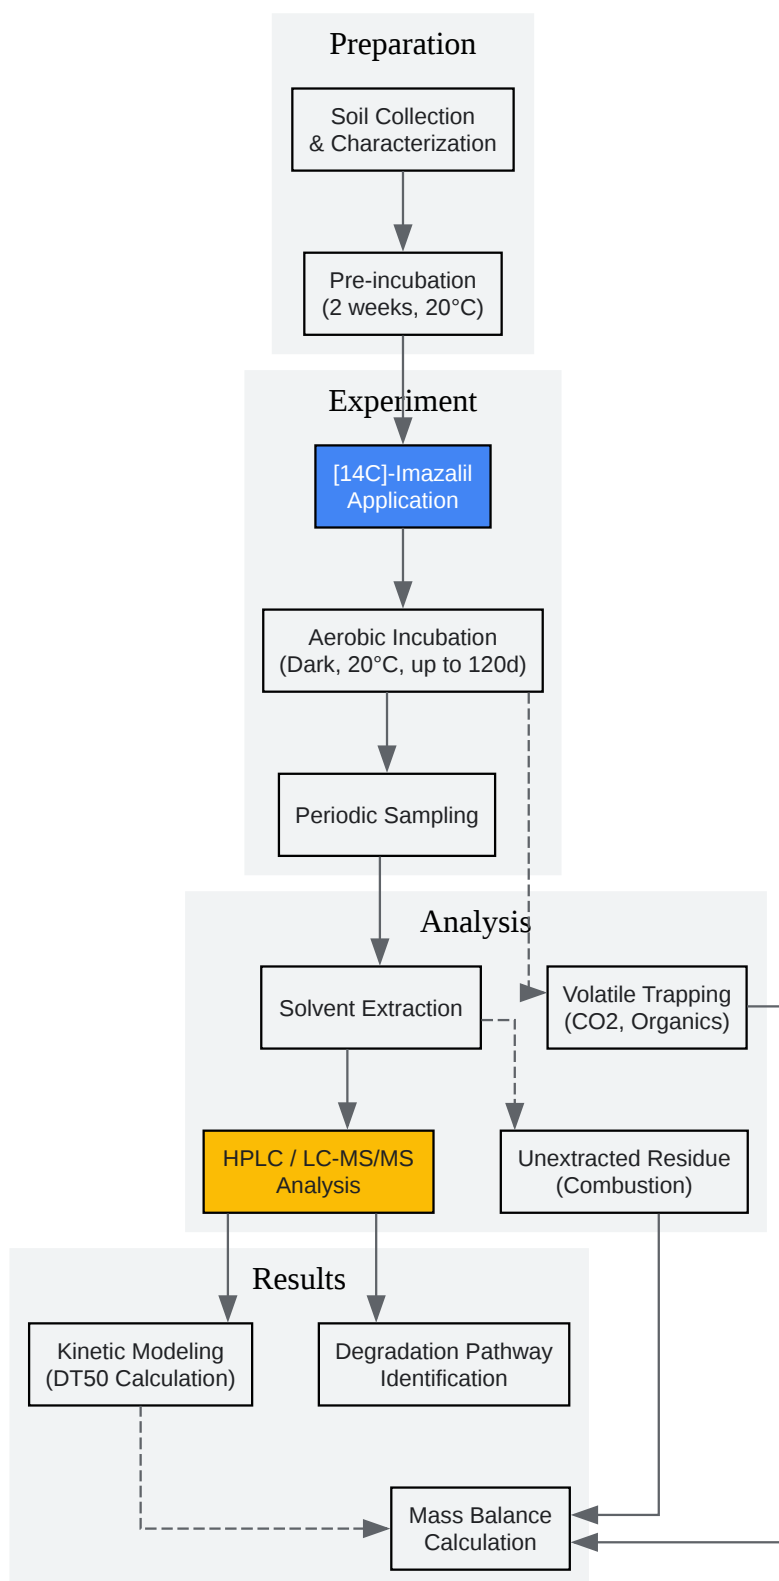 Preparation
Soil Collection
& Characterization
Pre-incubation
(2 weeks, 20°C)
Experiment
[14C]-Imazalil
Application
Aerobic Incubation
(Dark, 20°C, up to 120d)
Periodic Sampling
Analysis
Solvent Extraction
Volatile Trapping
(CO2, Organics)
HPLC / LC-MS/MS
Analysis
Unextracted Residue
(Combustion)
Results
Kinetic Modeling
(DT50 Calculation)
Degradation Pathway
Identification
Mass Balance
Calculation